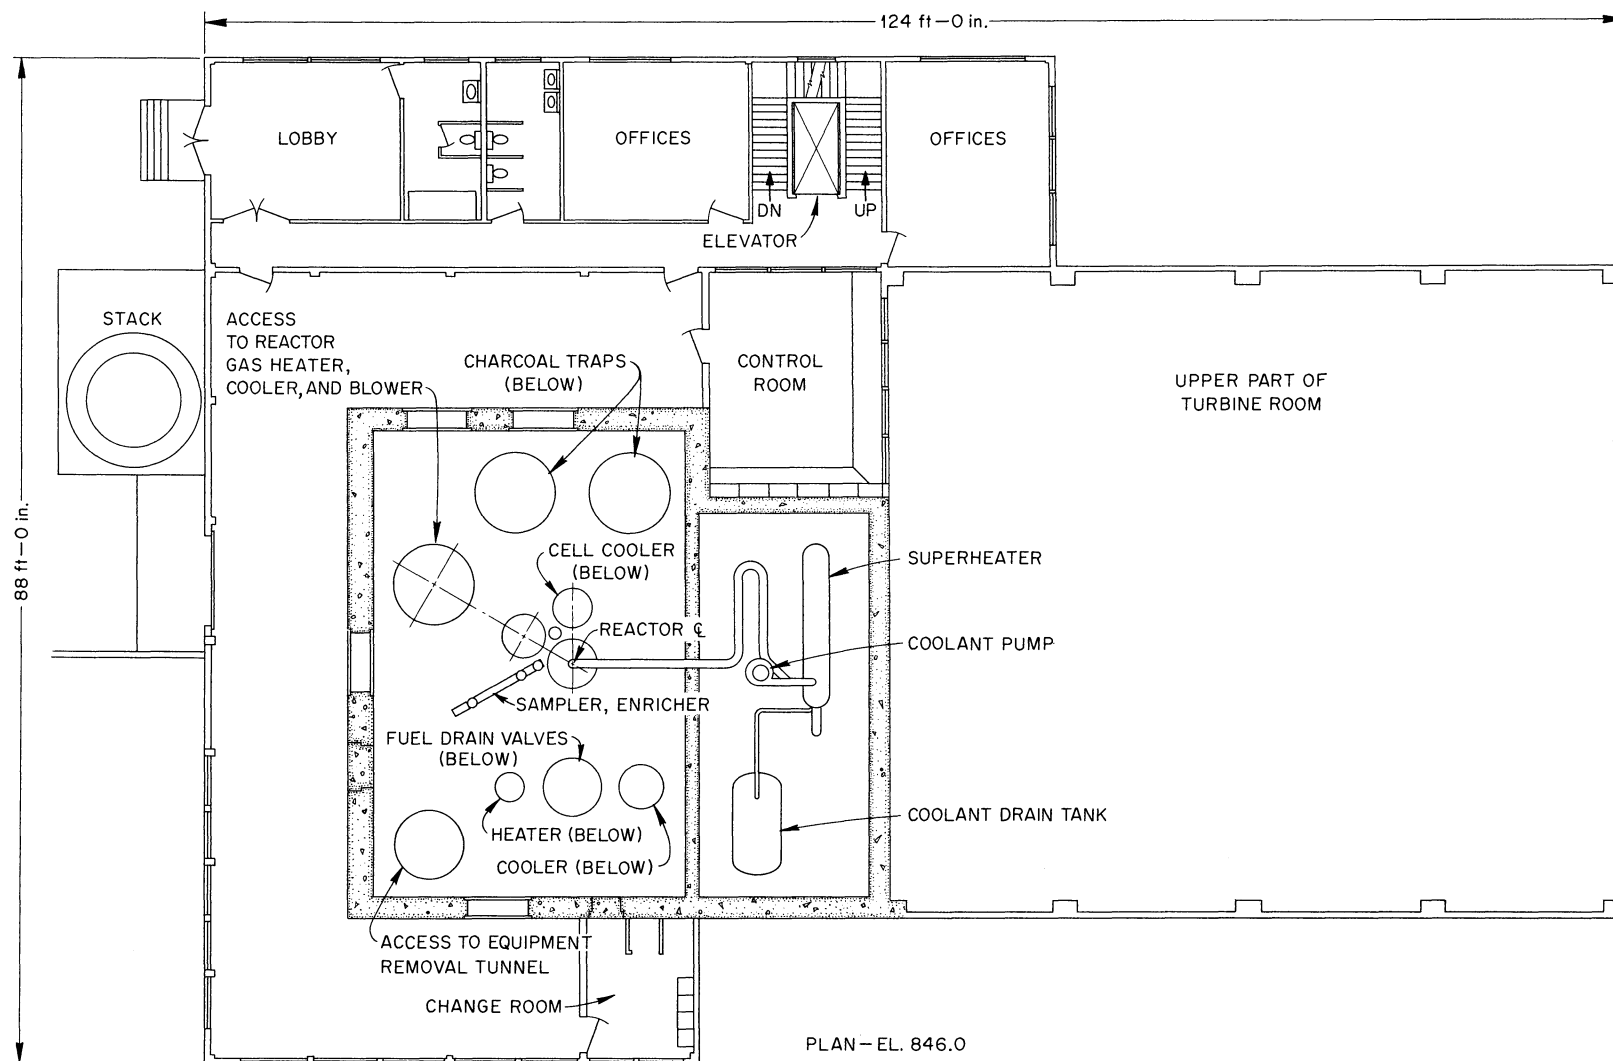 124 ft–0 in.
88 ft–0 in.
LOBBY
OFFICES
OFFICES
DN
UP
ELEVATOR
STACK
ACCESS
TO REACTOR
GAS HEATER,
COOLER, AND BLOWER
CHARCOAL TRAPS
(BELOW)
CONTROL
ROOM
UPPER PART OF
TURBINE ROOM
CELL COOLER
(BELOW)
SUPERHEATER
REACTOR ℄
COOLANT PUMP
SAMPLER, ENRICHER
FUEL DRAIN VALVES
(BELOW)
HEATER (BELOW)
COOLER (BELOW)
COOLANT DRAIN TANK
ACCESS TO EQUIPMENT
REMOVAL TUNNEL
CHANGE ROOM
PLAN–EL. 846.0